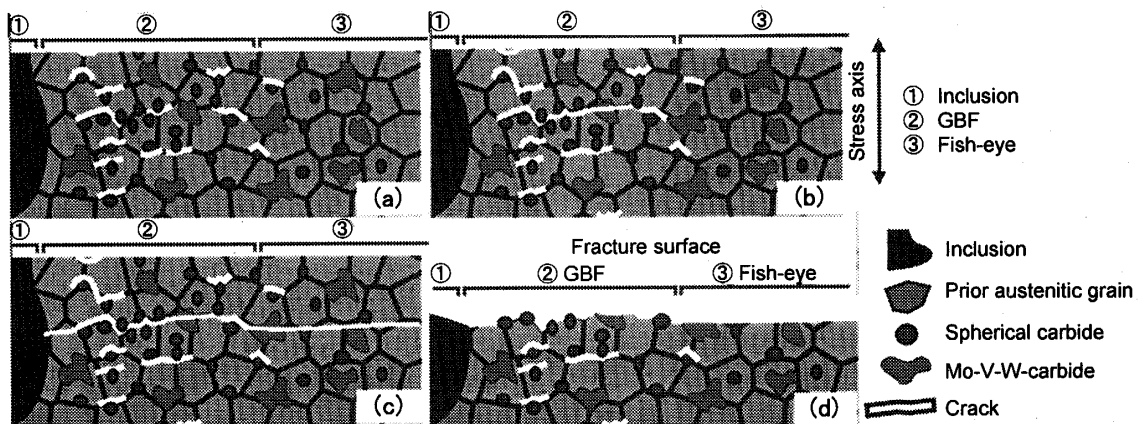 ① ② ③
① ② ③
(a)
(b)
Stress axis
① Inclusion
② GBF
③ Fish-eye
① ② ③
Fracture surface
① ② GBF ③ Fish-eye
(c)
(d)
Inclusion
Prior austenitic grain
Spherical carbide
Mo-V-W-carbide
Crack